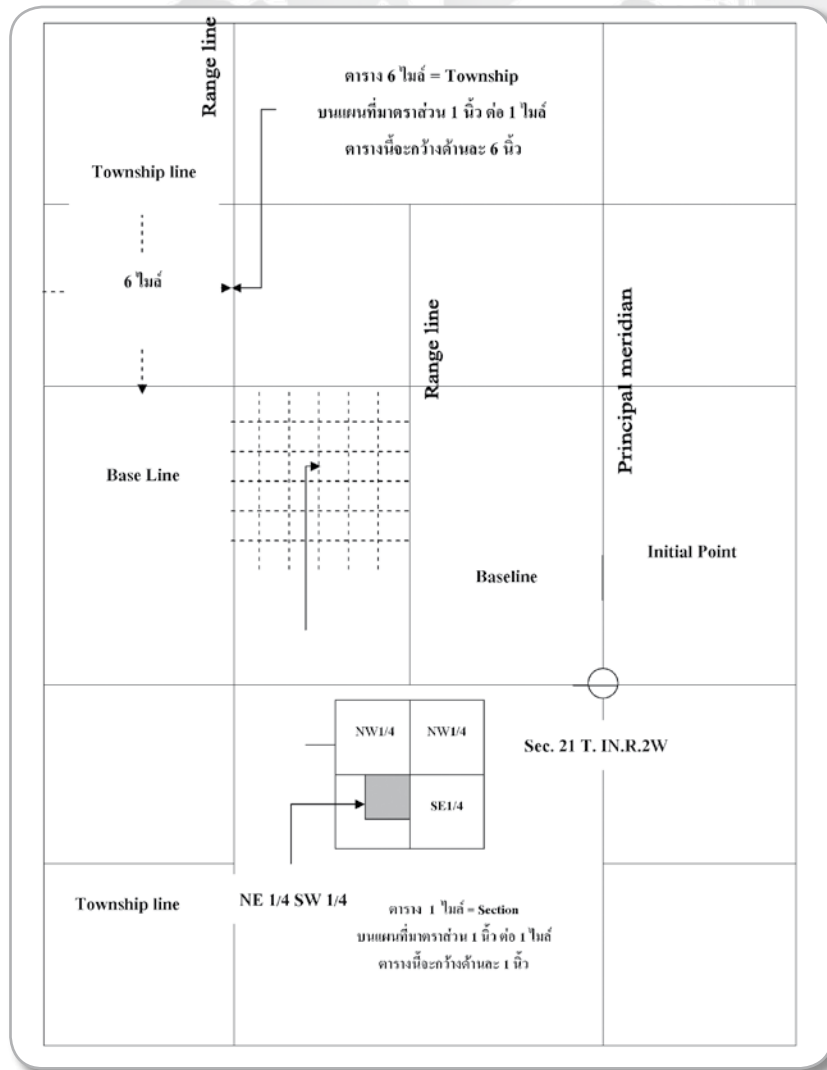 Range line
ตาราง 6 ไมล์ = Township
บนแผนที่มาตราส่วน 1 นิ้ว ต่อ 1 ไมล์
ตารางนี้จะกว้างด้านละ 6 นิ้ว
Township line
6 ไมล์
Range line
Principal meridian
Base Line
Initial Point
Baseline
NW1/4 NW1/4
Sec. 21 T. IN.R.2W
SE1/4
Township line
NE 1/4 SW 1/4
ตาราง 1 ไมล์ = Section
บนแผนที่มาตราส่วน 1 นิ้ว ต่อ 1 ไมล์
ตารางนี้จะกว้างด้านละ 1 นิ้ว